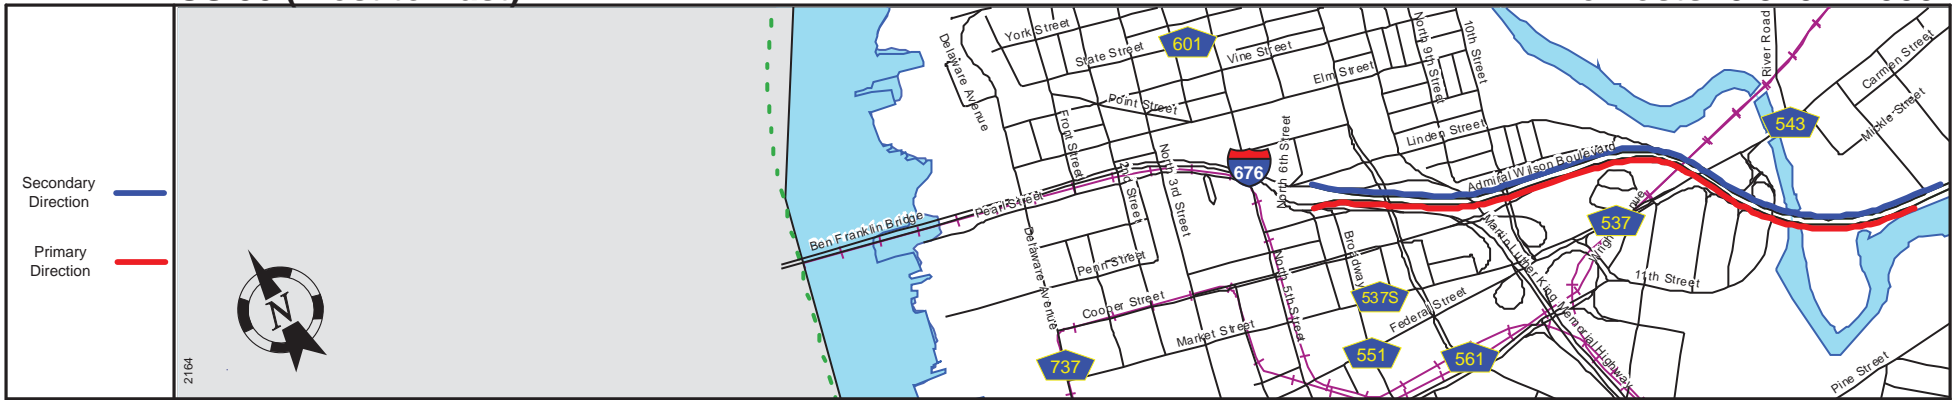 Secondary
Direction
Primary
Direction
2164
N
York Street
State Street
601
Vine Street
Elm Street
North 9th Street
10th Street
River Road
Carmen Street
Mickle Street
543
Delaware Avenue
Point Street
Front Street
Linden Street
Admiral Wilson Boulevard
676
North 6th Street
2nd Street
North 3rd Street
Pearl Street
Ben Franklin Bridge
Delaware Avenue
Penn Street
Cooper Street
Market Street
North 5th Street
Broadway
537S
Federal Street
551
561
737
537
11th Street
Martin Luther King Memorial Highway
Pine Street